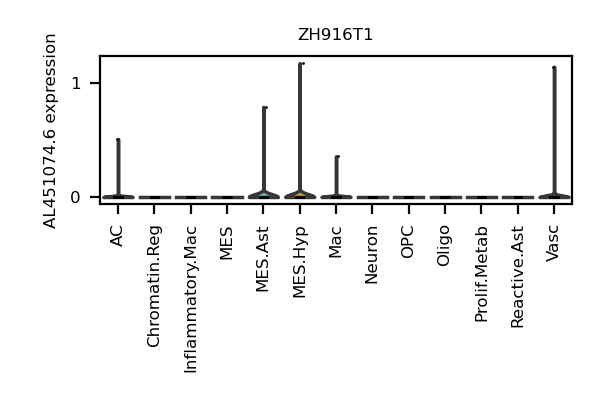 ZH916T1
AL451074.6 expression
1
0
AC
Chromatin.Reg
Inflammatory.Mac
MES
MES.Ast
MES.Hyp
Mac
Neuron
OPC
Oligo
Prolif.Metab
Reactive.Ast
Vasc